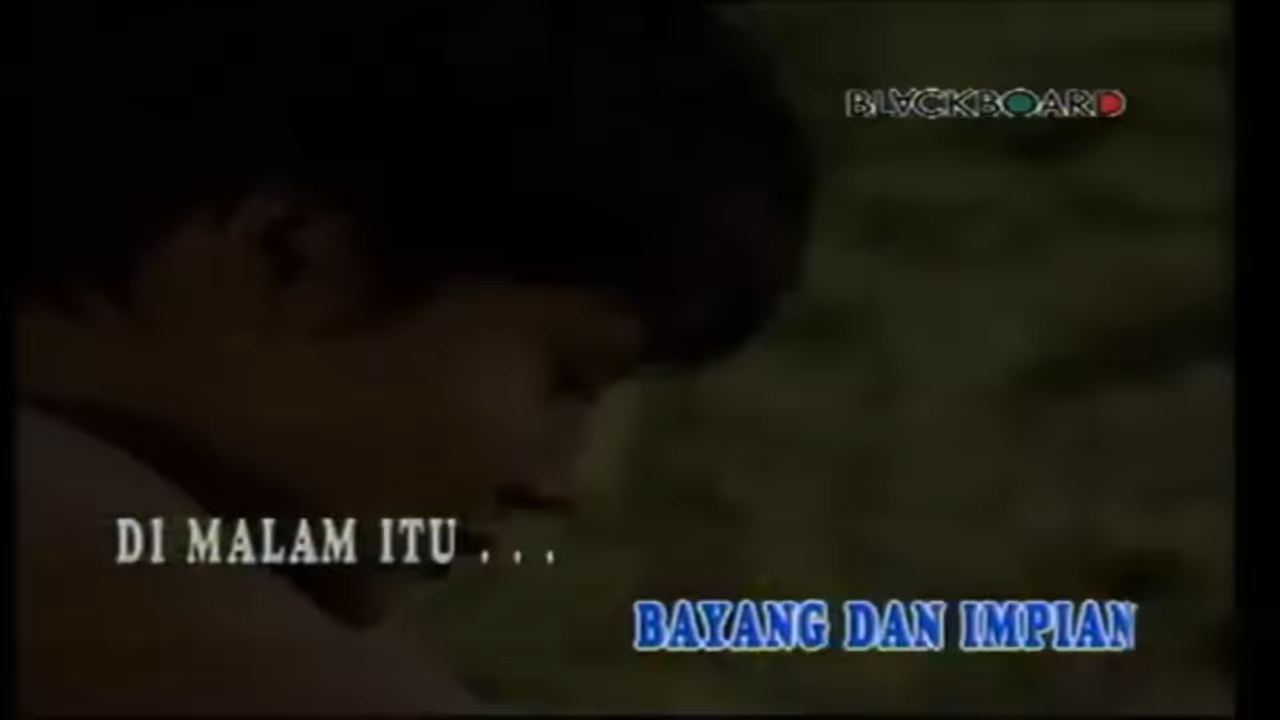 BLACKBOARD
DI MALAM ITU . . .
BAYANG DAN IMPIAN